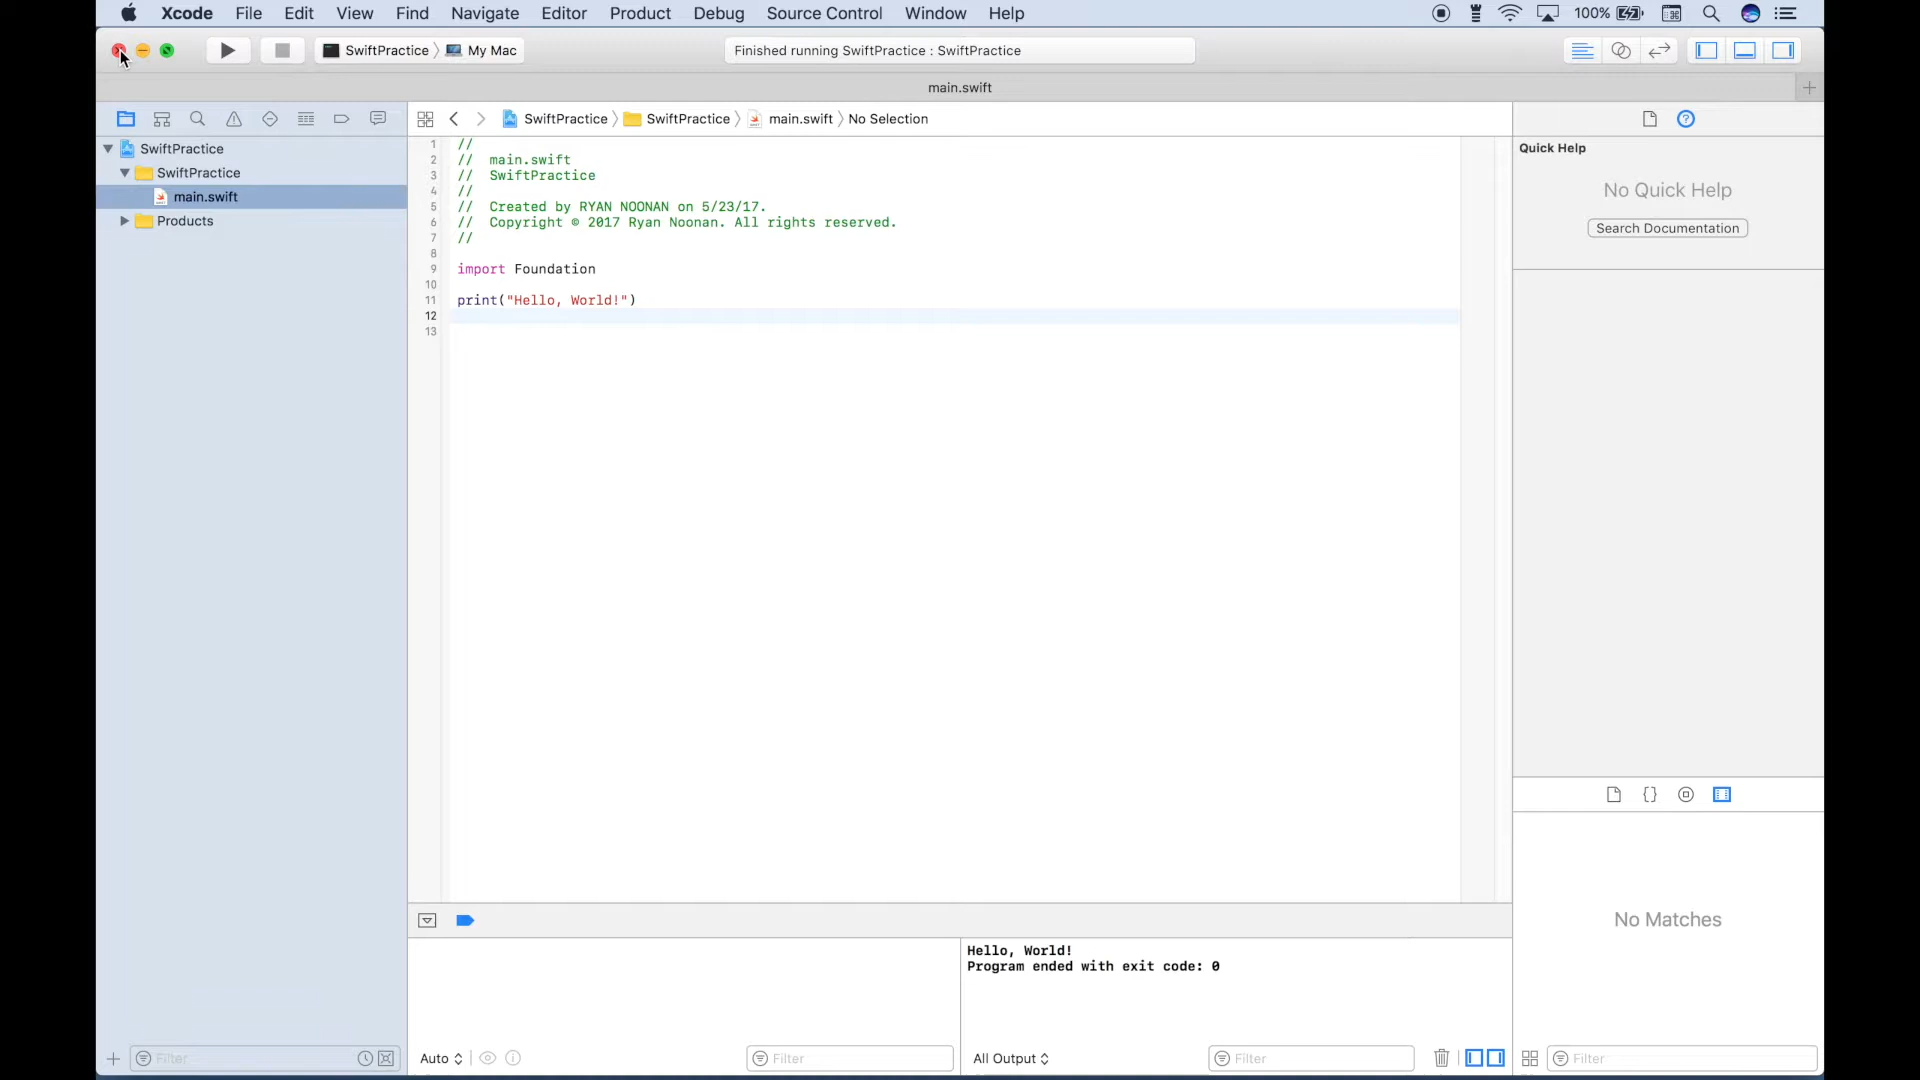 Xcode File Edit View Find Navigate Editor Product Debug Source Control Window Help 100%
SwiftPractice My Mac Finished running SwiftPractice : SwiftPractice
main.swift
SwiftPractice SwiftPractice main.swift No Selection
SwiftPractice
SwiftPractice
main.swift
Products
1 //
2 // main.swift
3 // SwiftPractice
4 //
5 // Created by RYAN NOONAN on 5/23/17.
6 // Copyright © 2017 Ryan Noonan. All rights reserved.
7 //
8
9 import Foundation
10
11 print("Hello, World!")
12
13
Quick Help
No Quick Help
Search Documentation
No Matches
Hello, World!
Program ended with exit code: 0
Filter Auto Filter All Output Filter Filter